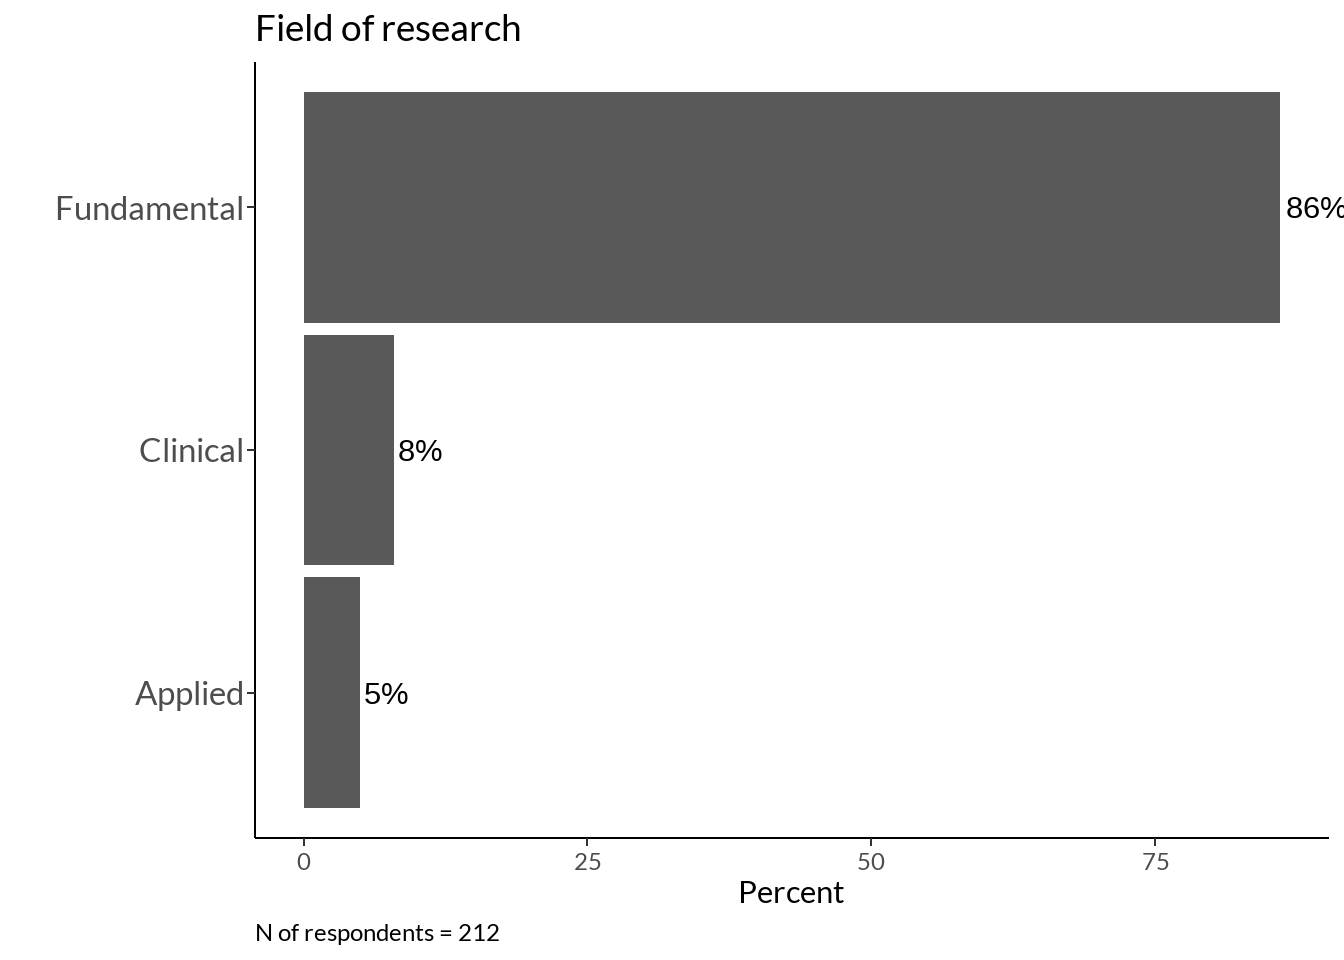 Field of research
Fundamental
86%
Clinical
8%
Applied
5%
0 25 50 75
Percent
N of respondents = 212